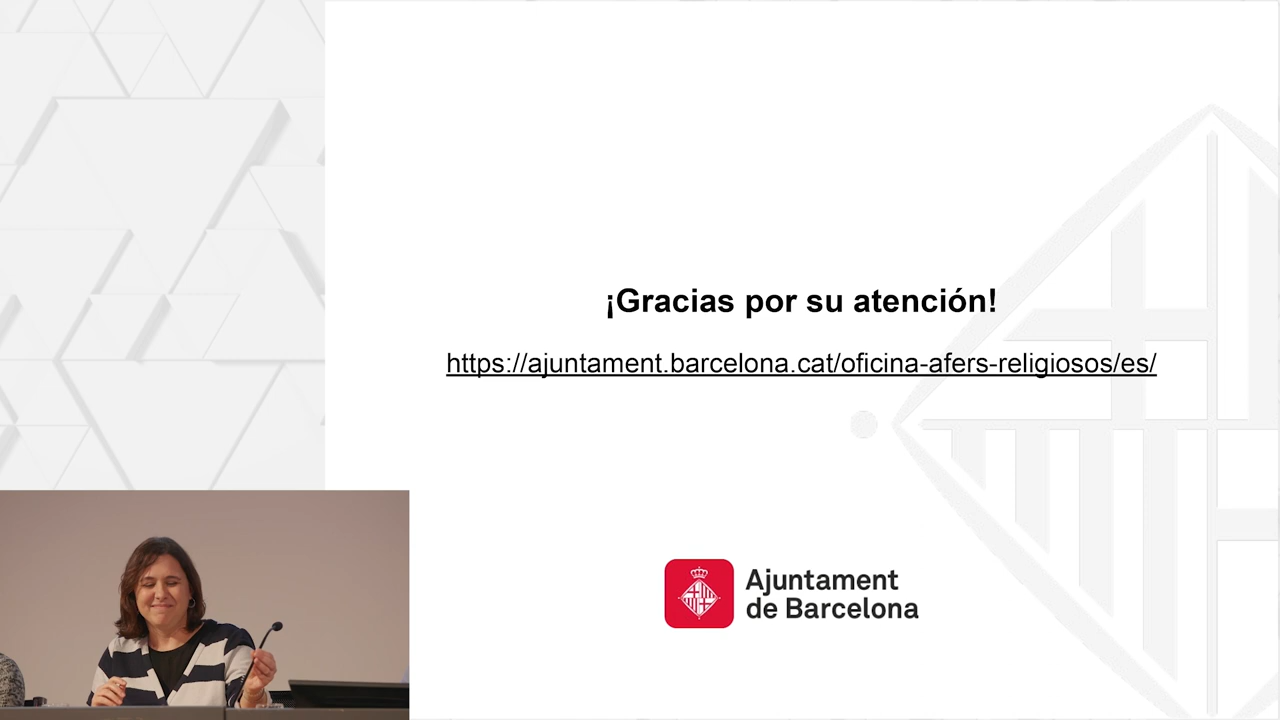 ¡Gracias por su atención!
https://ajuntament.barcelona.cat/oficina-afers-religiosos/es/
Ajuntament
de Barcelona